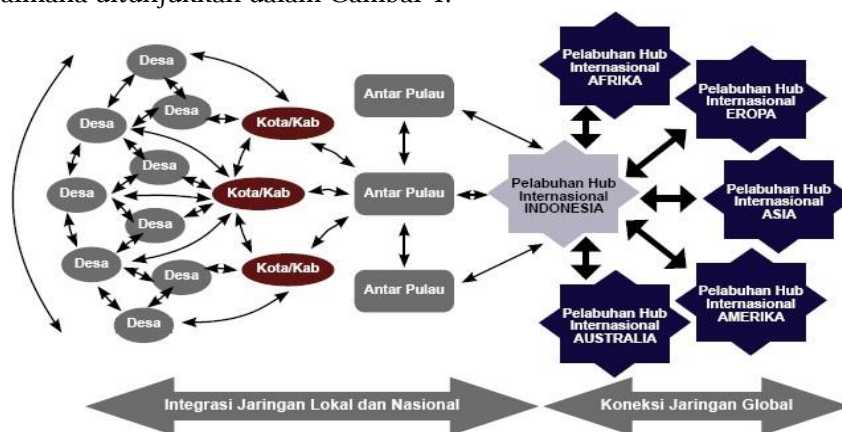 ditunjukkan dalam Gambar 1.
Desa
Desa
Desa
Desa
Desa
Desa
Desa
Desa
Desa
Kota/Kab
Kota/Kab
Kota/Kab
Antar Pulau
Antar Pulau
Antar Pulau
Pelabuhan Hub
Internasional
INDONESIA
Pelabuhan Hub
Internasional
AFRIKA
Pelabuhan Hub
Internasional
EROPA
Pelabuhan Hub
Internasional
ASIA
Pelabuhan Hub
Internasional
AMERIKA
Pelabuhan Hub
Internasional
AUSTRALIA
Integrasi Jaringan Lokal dan Nasional
Koneksi Jaringan Global